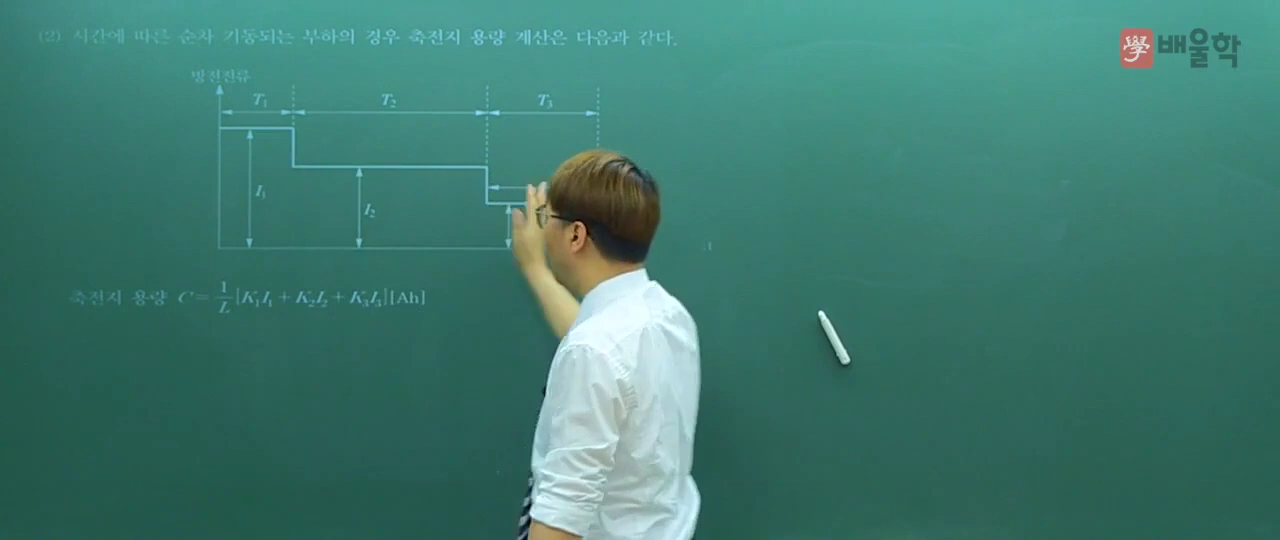 (2) 시간에 따른 순차 기동되는 부하의 경우 축전지 용량 계산은 다음과 같다.
學 배울학
방전전류
T₁ T₂ T₃
I₁
I₂
축전지 용량 C = 1/L [K₁I₁ + K₂I₂ + K₃I₃][Ah]